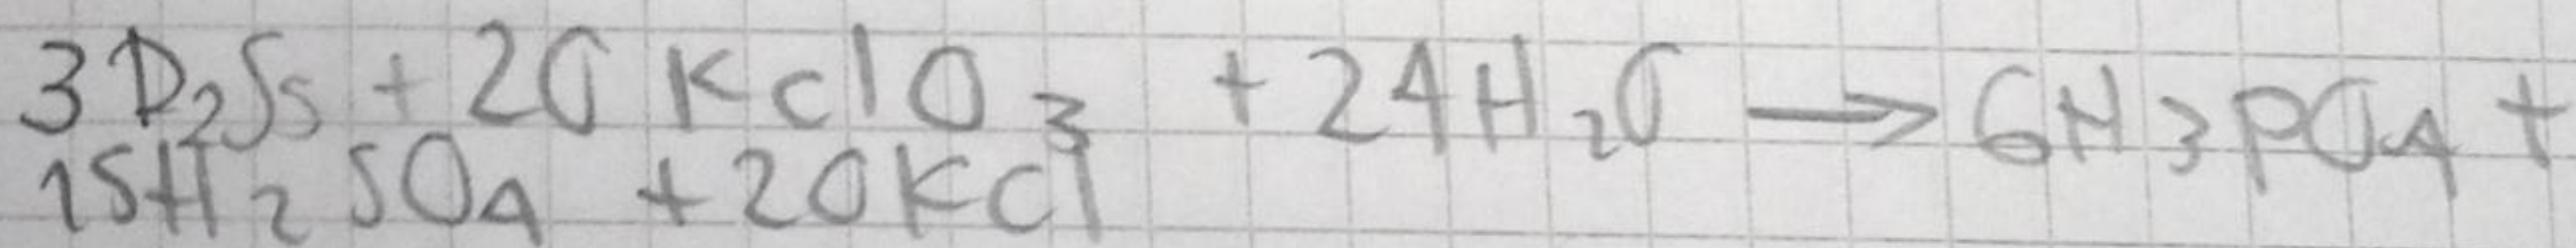 3P₂S₅ + 20KClO₃ + 24H₂O → 6H₃PO₄ +
15H₂SO₄ + 20KCl